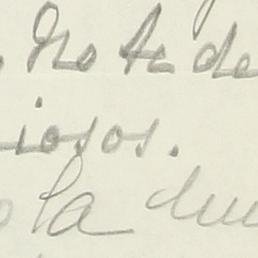 No te de
iosos.
la